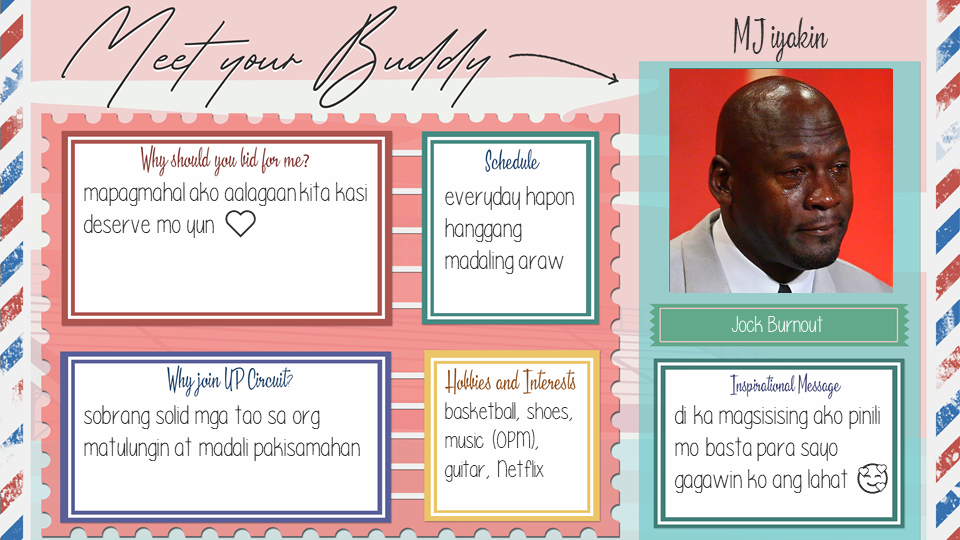 Meet your Buddy
MJ iyakin
Why should you bid for me?
mapagmahal ako aalagaan kita kasi
deserve mo yun
Schedule
everyday hapon
hanggang
madaling araw
Jock Burnout
Why join UP Circuit?
sobrang solid mga tao sa org
matulungin at madali pakisamahan
Hobbies and Interests
basketball, shoes,
music (OPM),
guitar, Netflix
Inspirational Message
di ka magsisising ako pinili
mo basta para sayo
gagawin ko ang lahat